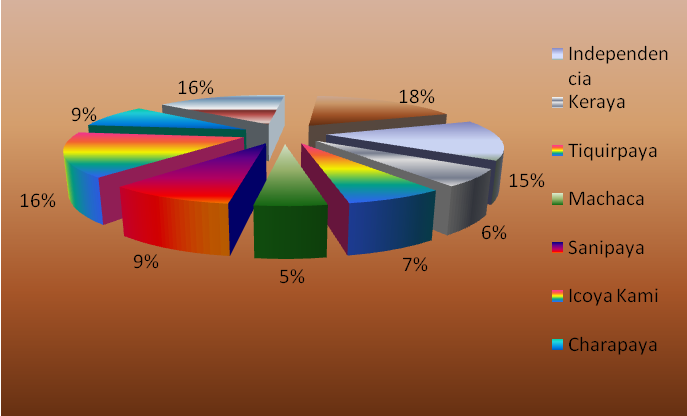 16%
18%
9%
15%
16%
6%
9%
7%
5%
Independen
cia
Keraya
Tiquirpaya
Machaca
Sanipaya
Icoya Kami
Charapaya